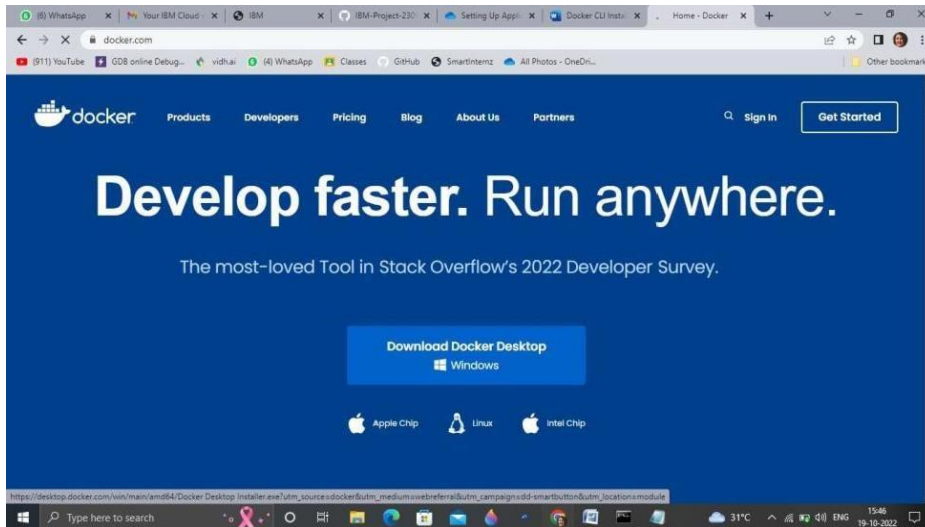 (6) WhatsApp
Your IBM Cloud
IBM
IBM-Project-230
Setting Up Appli
Docker CLI Insta
Home - Docker
docker.com
(911) YouTube
GDB online Debug...
vidh.ai
(4) WhatsApp
Classes
GitHub
SmartInternz
All Photos - OneDri...
Other bookmark
docker
Products
Developers
Pricing
Blog
About Us
Partners
Sign In
Get Started
Develop faster. Run anywhere.
The most-loved Tool in Stack Overflow's 2022 Developer Survey.
Download Docker Desktop
Windows
Apple Chip
Linux
Intel Chip
https://desktop.docker.com/win/main/amd64/Docker Desktop Installer.exe?utm_source=docker&utm_medium=webreferral&utm_campaign=dd-smartbutton&utm_location=module
Type here to search
31°C
ENG
15:46
19-10-2022